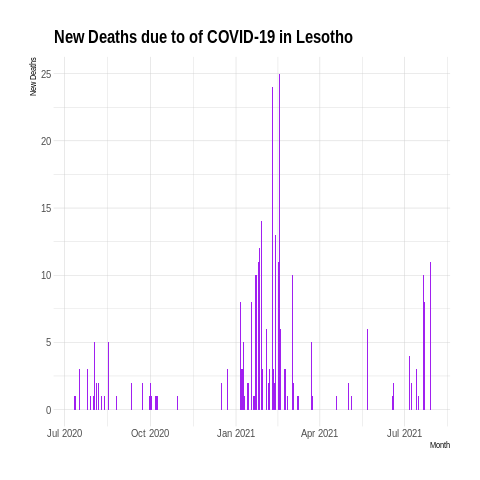 New Deaths due to of COVID-19 in Lesotho
New Deaths
25
20
15
10
5
0
Jul 2020 Oct 2020 Jan 2021 Apr 2021 Jul 2021
Month